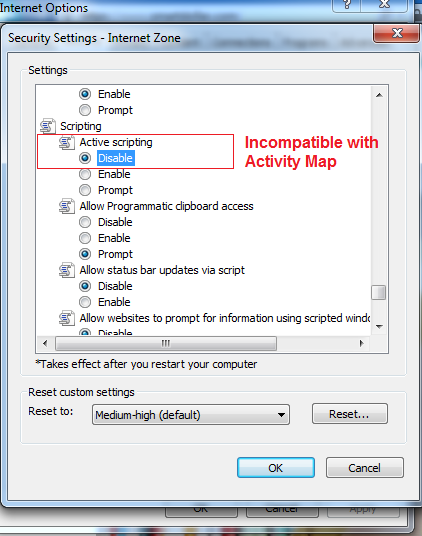 Internet Options
Security Settings - Internet Zone
Settings
Enable
Prompt
Scripting
Active scripting
Disable
Enable
Prompt
Incompatible with
Activity Map
Allow Programmatic clipboard access
Disable
Enable
Prompt
Allow status bar updates via script
Disable
Enable
Allow websites to prompt for information using scripted windo
Disable
*Takes effect after you restart your computer
Reset custom settings
Reset to:
Medium-high (default)
Reset...
OK
Cancel
OK Cancel Apply